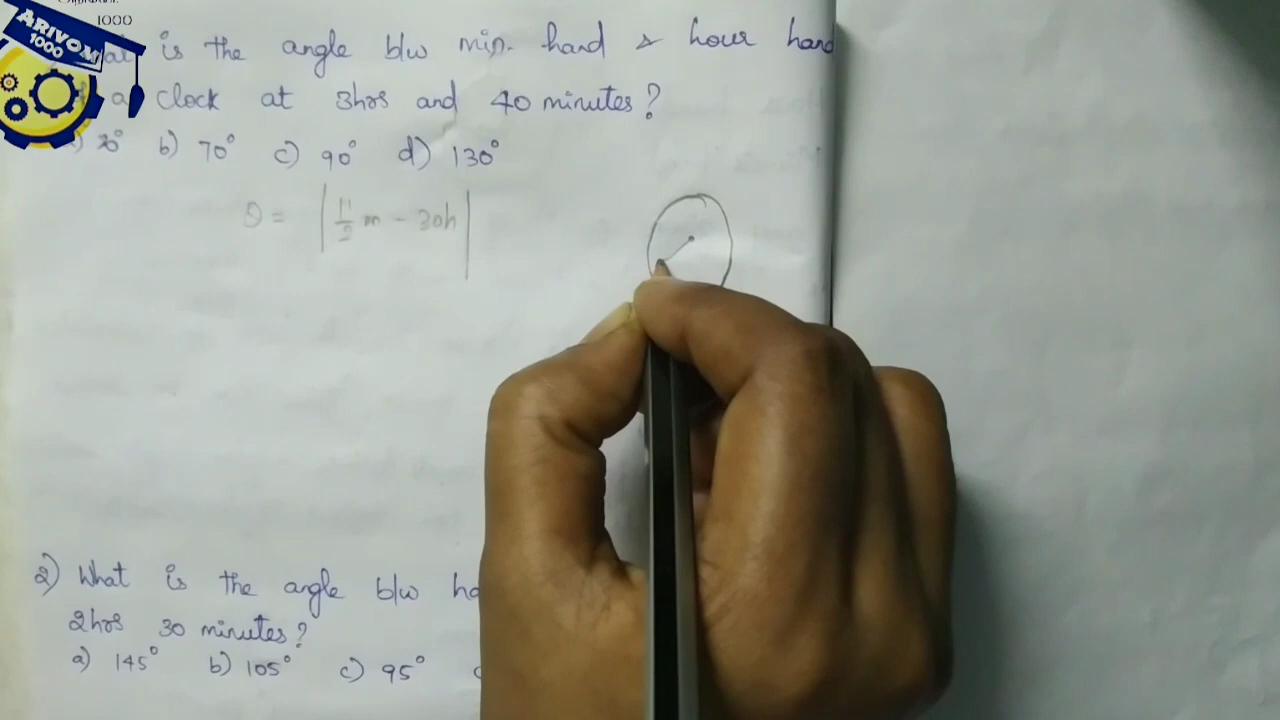 1000
ARIVOM
1000
is the angle b/w min. hand & hour hand
a clock at 3hrs and 40 minutes?
b) 70° c) 90° d) 130°
θ = | 11/2 m - 30h |
2) What is the angle b/w
2hrs 30 minutes?
a) 145° b) 105° c) 95°